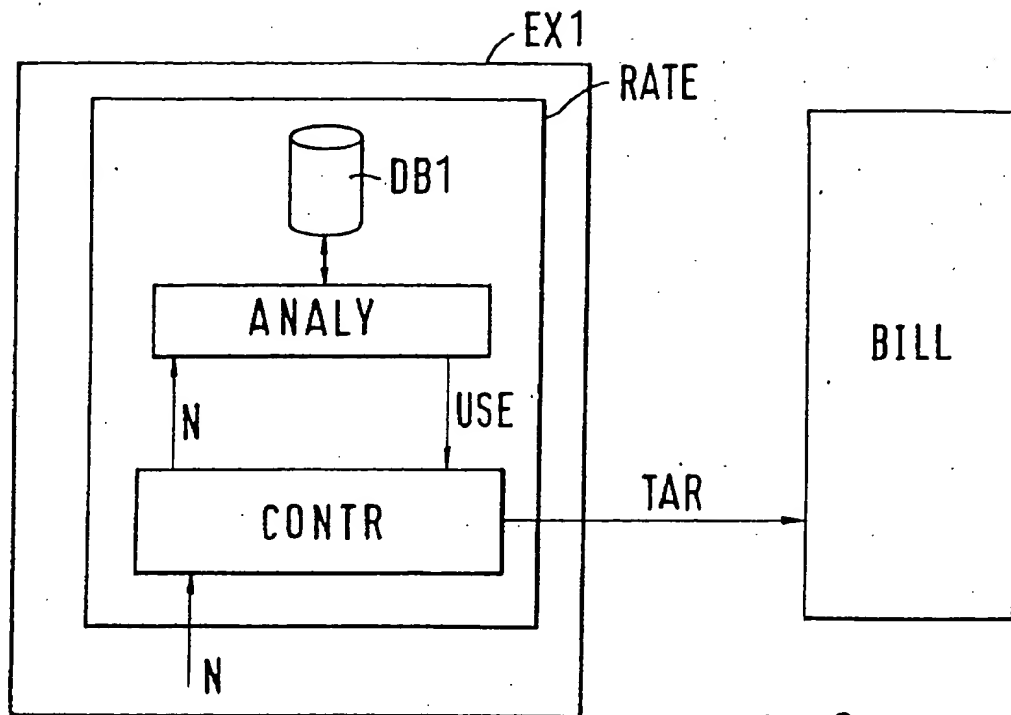 EX1
RATE
DB1
ANALY
BILL
N
USE
CONTR
TAR
N